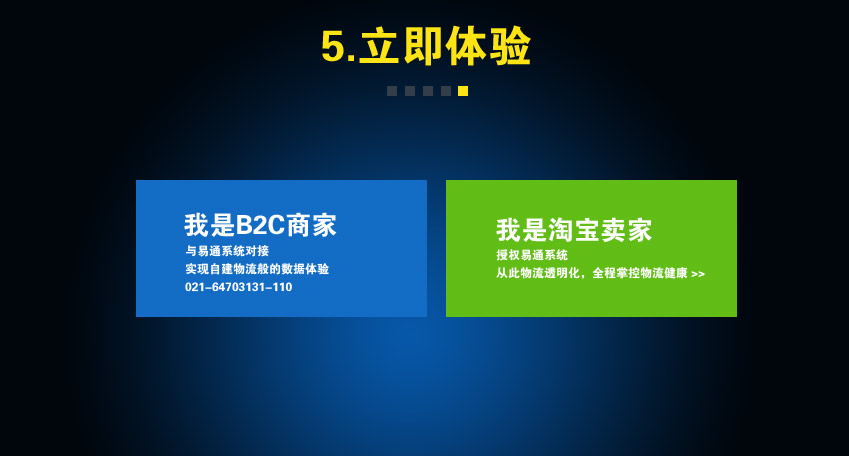 5.立即体验
我是B2C商家
与易通系统对接
实现自建物流般的数据体验
021-64703131-110
我是淘宝卖家
授权易通系统
从此物流透明化，全程掌控物流健康 >>